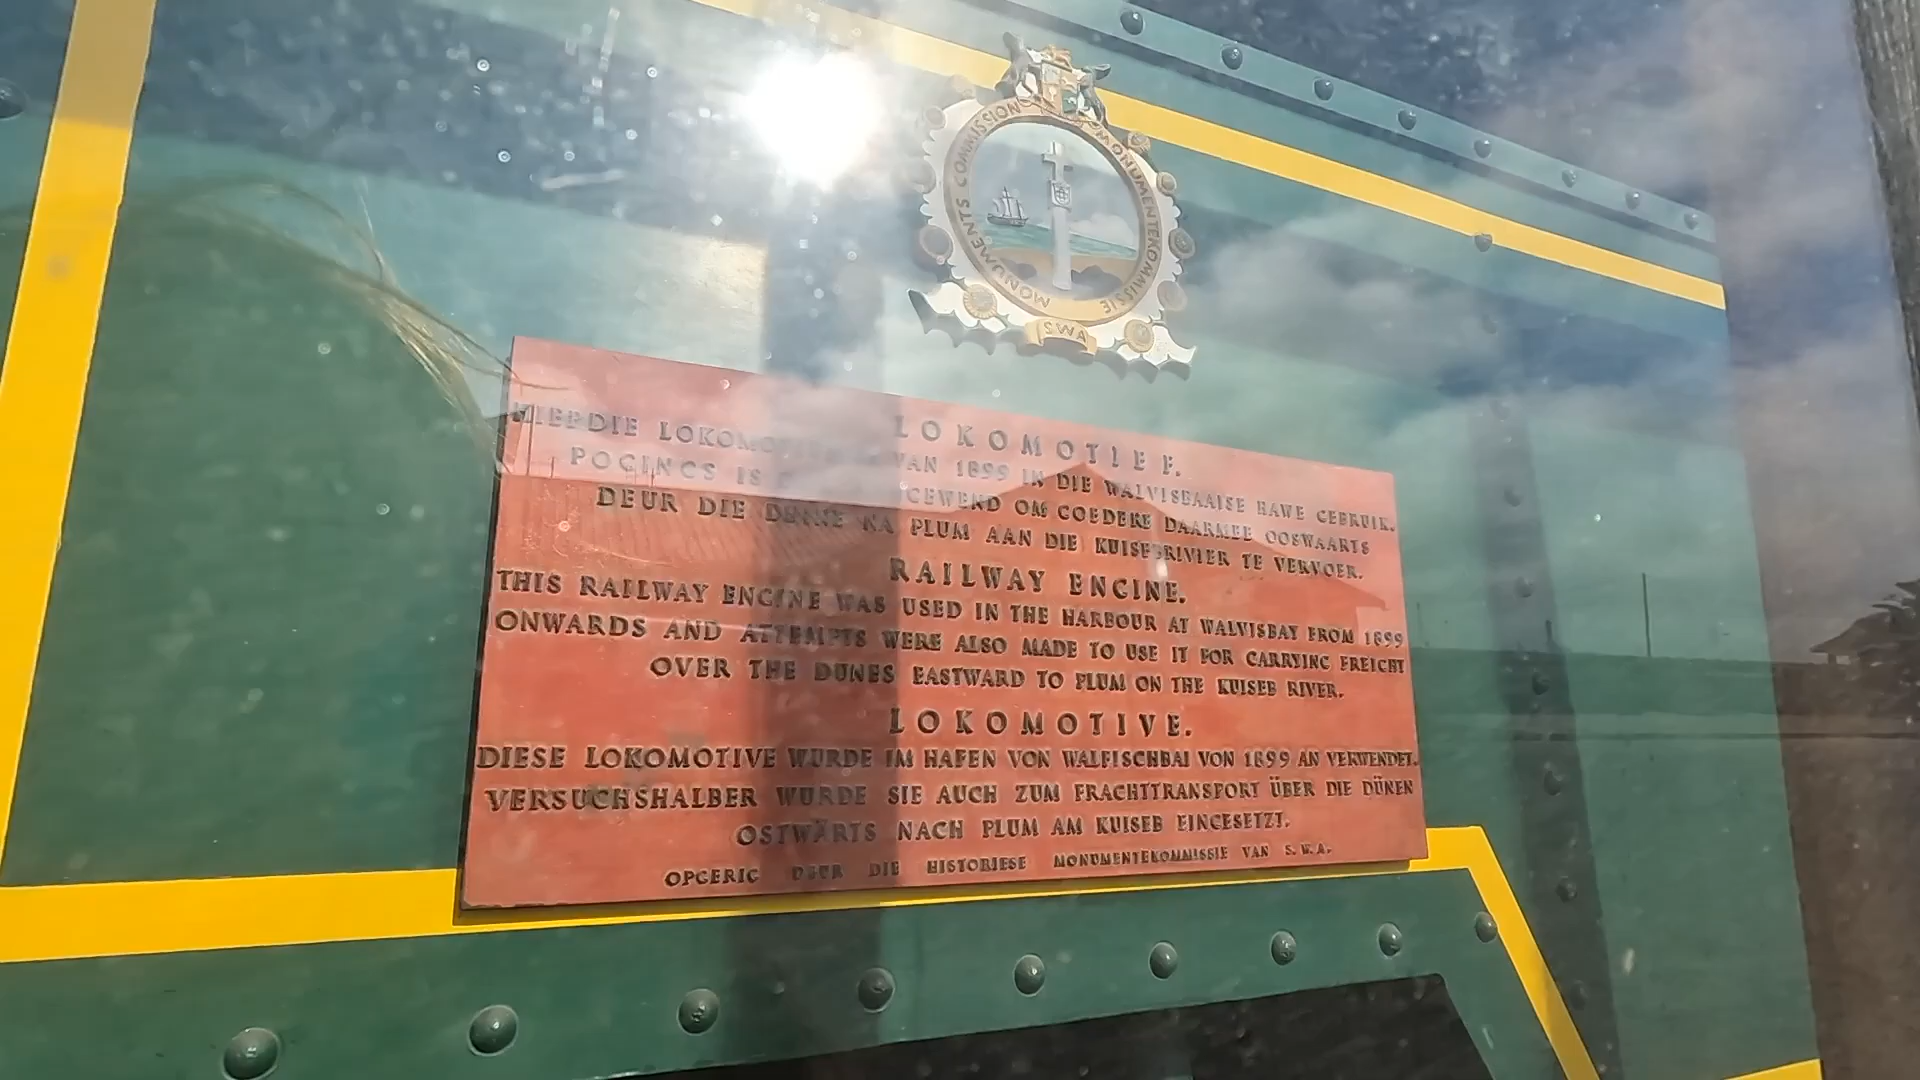 MONUMENTS COMMISSION
MONUMENTEKOMMISSIE
SWA
LOKOMOTIEF.
HIERDIE LOKOMOTIEF VAN 1899 IN DIE WALVISBAAISE HAWE GEBRUIK.
POGINGS IS GEWEND OM GOEDERE DAARMEE OOSWAARTS
DEUR DIE DUINE NA PLUM AAN DIE KUISEBRIVIER TE VERVOER.
RAILWAY ENGINE.
THIS RAILWAY ENGINE WAS USED IN THE HARBOUR AT WALVISBAY FROM 1899
ONWARDS AND ATTEMPTS WERE ALSO MADE TO USE IT FOR CARRYING FREIGHT
OVER THE DUNES EASTWARD TO PLUM ON THE KUISEB RIVER.
LOKOMOTIVE.
DIESE LOKOMOTIVE WURDE IM HAFEN VON WALFISCHBAI VON 1899 AN VERWENDET.
VERSUCHSHALBER WURDE SIE AUCH ZUM FRACHTTRANSPORT ÜBER DIE DÜNEN
OSTWÄRTS NACH PLUM AM KUISEB EINGESETZT.
OPGERIG DEUR DIE HISTORIESE MONUMENTEKOMMISSIE VAN S.W.A.